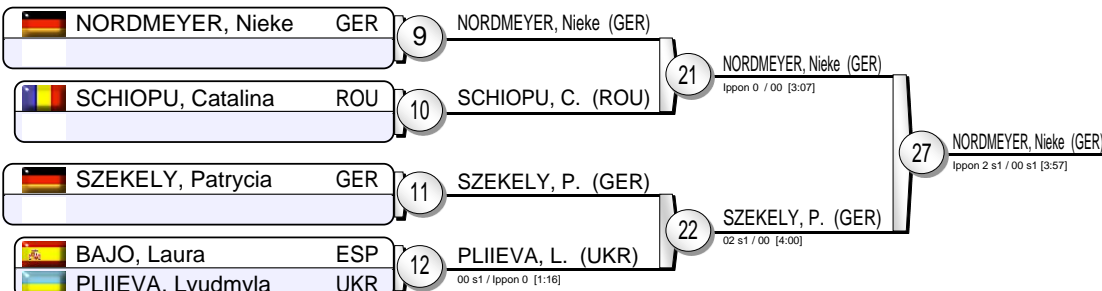 NORDMEYER, Nieke GER
9
NORDMEYER, Nieke (GER)
SCHIOPU, Catalina ROU
10
SCHIOPU, C. (ROU)
21
NORDMEYER, Nieke (GER)
Ippon 0 / 00 [3:07]
SZEKELY, Patrycia GER
11
SZEKELY, P. (GER)
BAJO, Laura ESP
PLIIEVA, Lyudmyla UKR
12
PLIIEVA, L. (UKR)
00 s1 / Ippon 0 [1:16]
22
SZEKELY, P. (GER)
02 s1 / 00 [4:00]
27
NORDMEYER, Nieke (GER)
Ippon 2 s1 / 00 s1 [3:57]